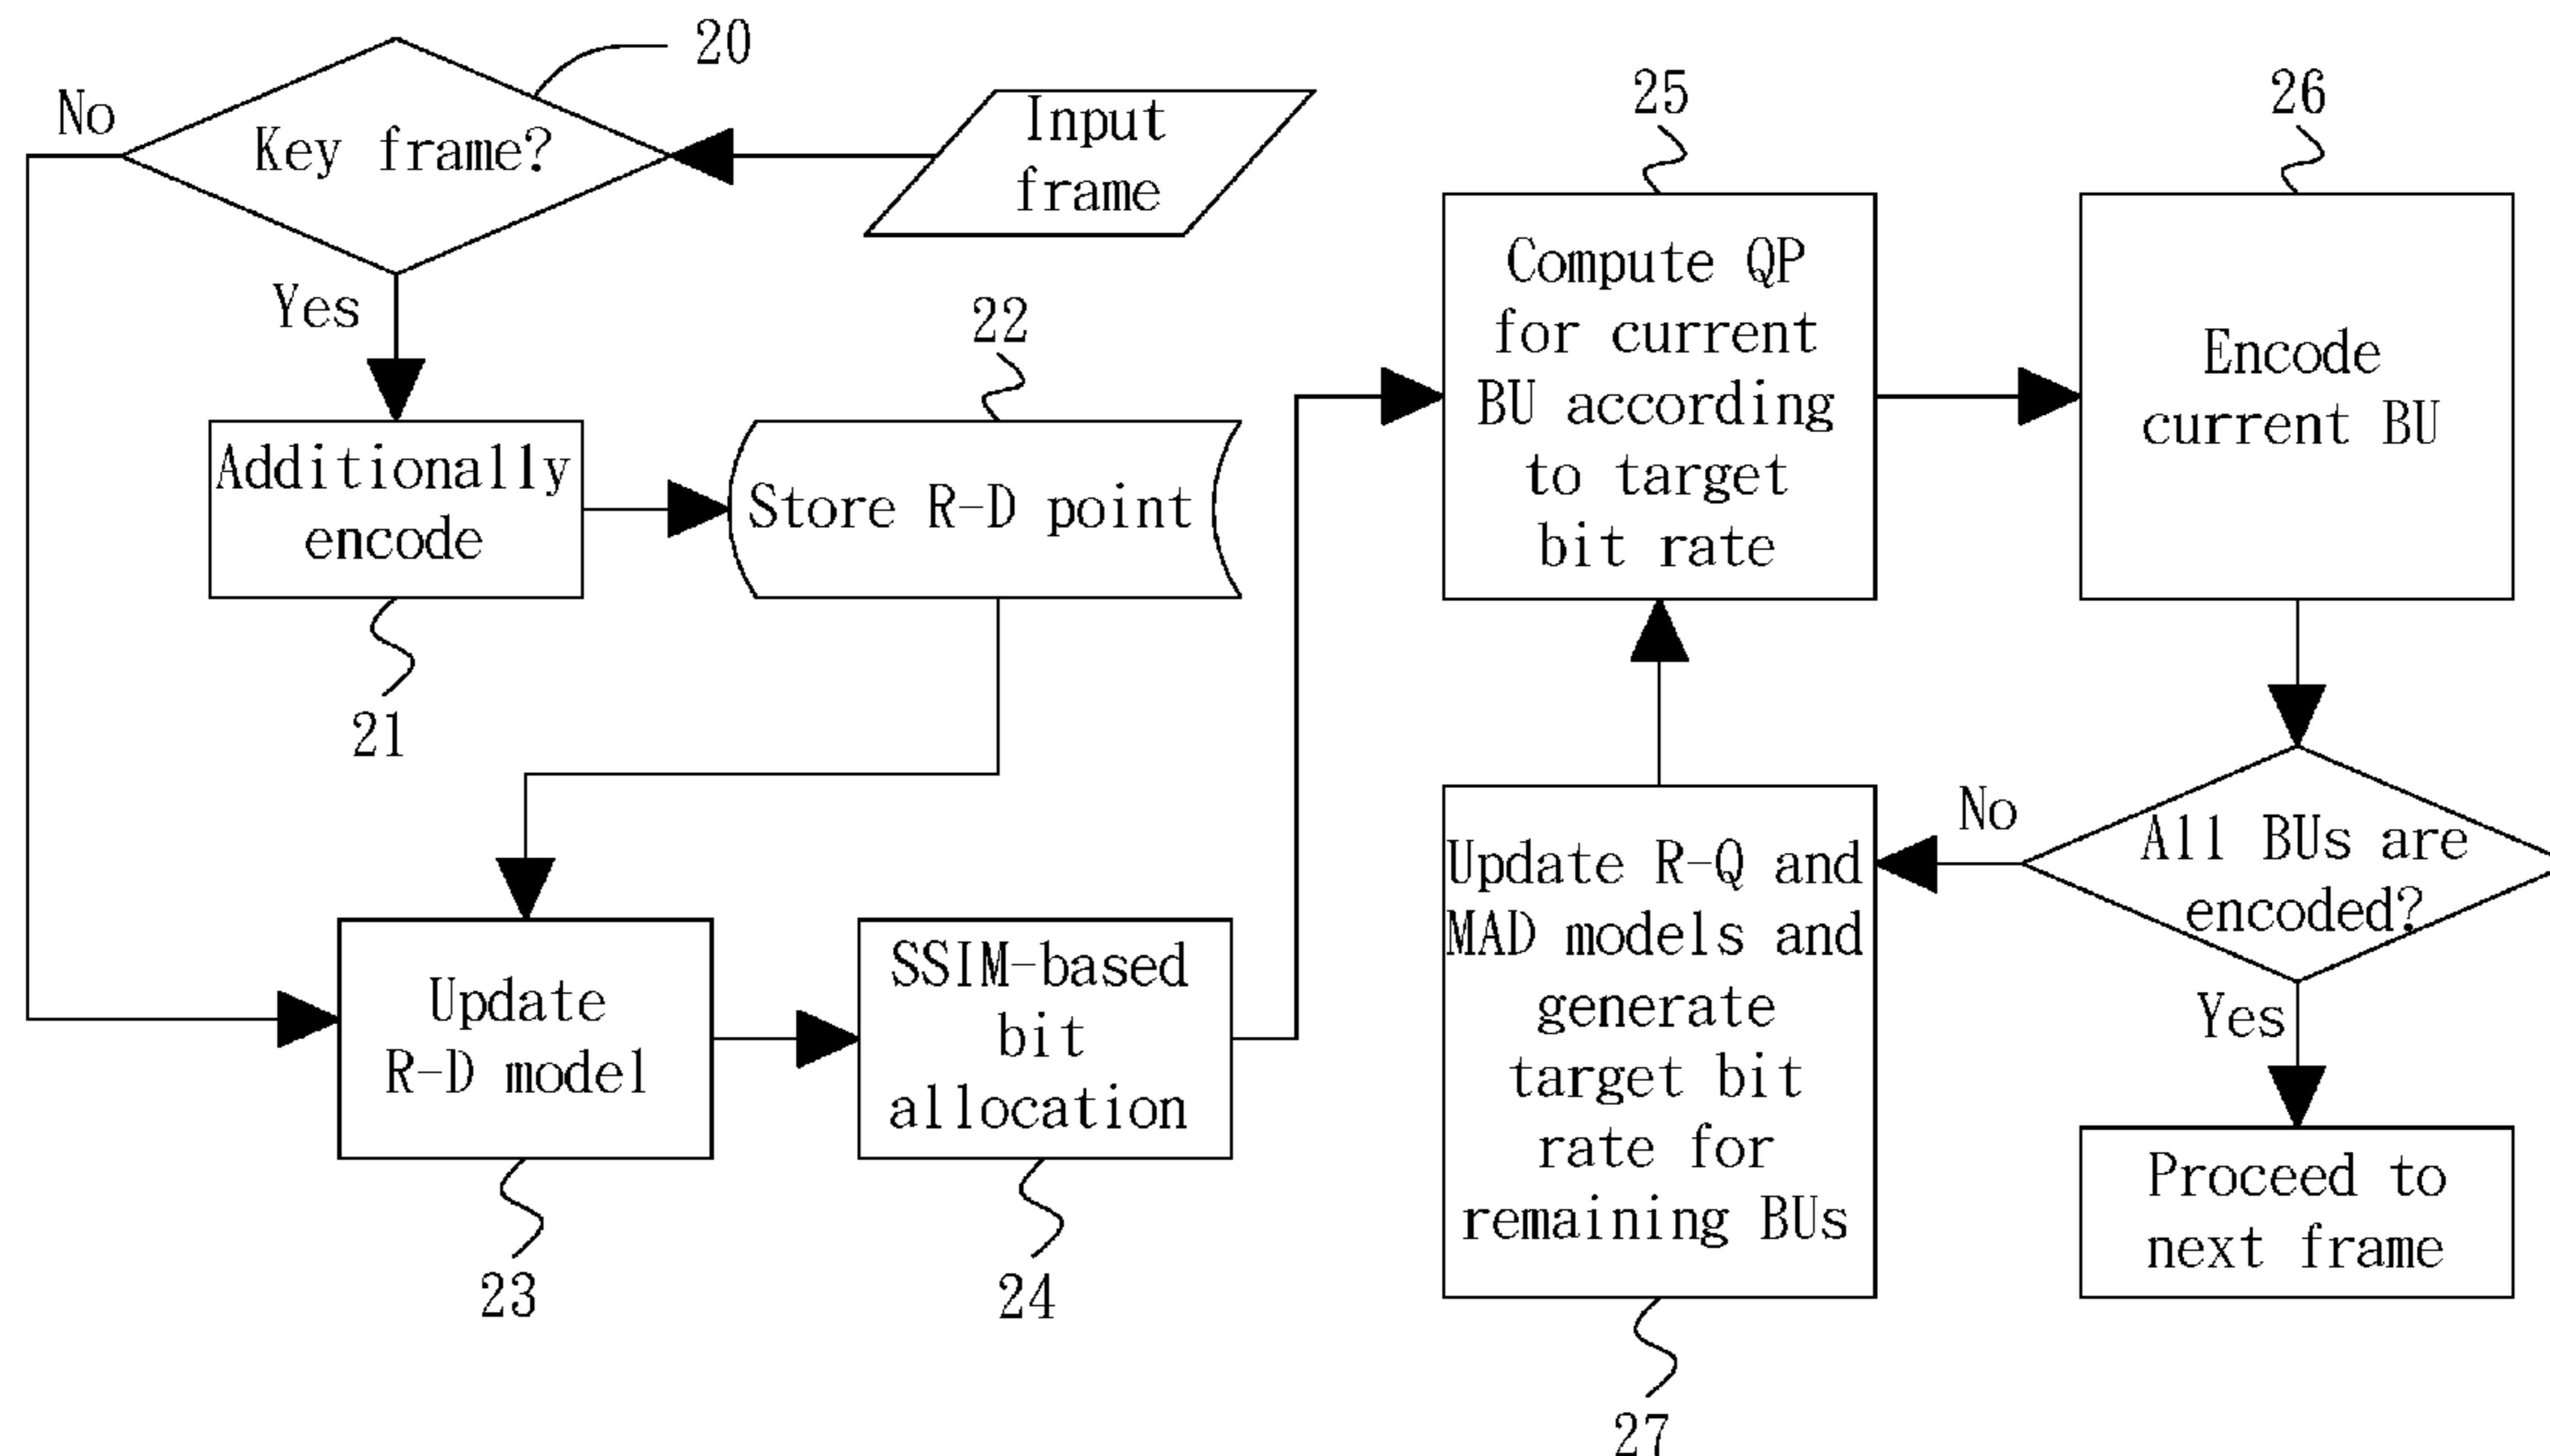 20
No
Key frame?
Input
frame
Yes
22
Additionally
encode
Store R-D point
21
Update
R-D model
23
SSIM-based
bit
allocation
24
25
Compute QP
for current
BU according
to target
bit rate
26
Encode
current BU
No
All BUs are
encoded?
Update R-Q and
MAD models and
generate
target bit
rate for
remaining BUs
27
Yes
Proceed to
next frame